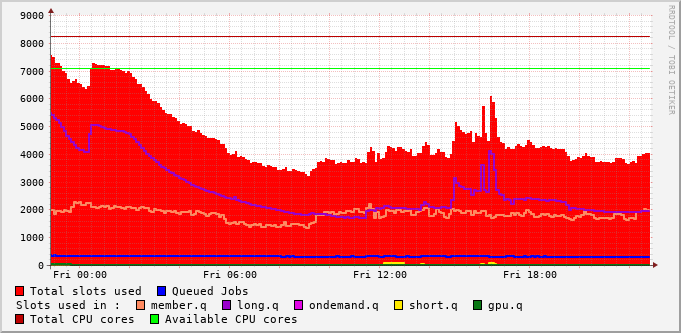 9000
8000
7000
6000
5000
4000
3000
2000
1000
0
Fri 00:00 Fri 06:00 Fri 12:00 Fri 18:00
RRDTOOL / TOBI OETIKER
Total slots used Queued Jobs
Slots used in : member.q long.q ondemand.q short.q gpu.q
Total CPU cores Available CPU cores